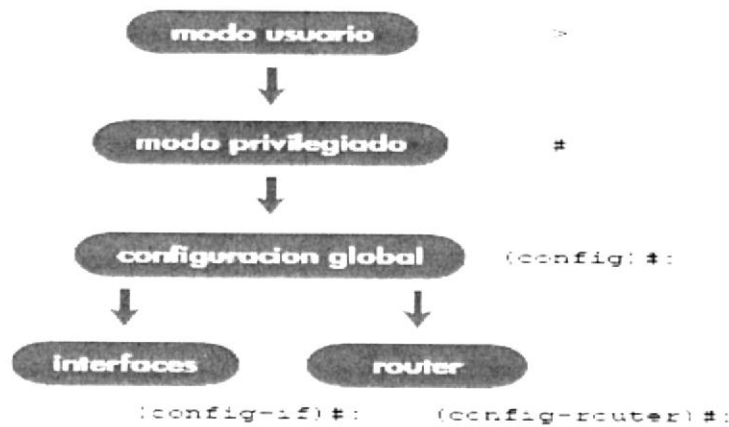 modo usuario >
modo privilegiado #
configuracion global (config)#:
interfaces router
(config-if)#: (config-router)#: